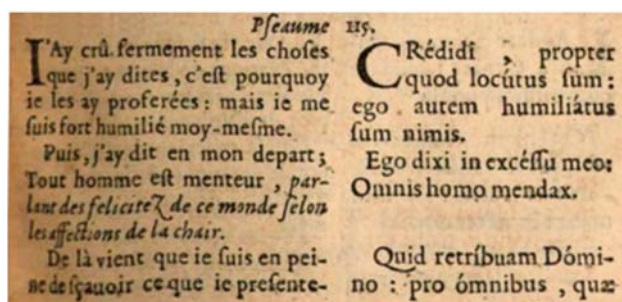 Pſeaume 115.
I'Ay crû fermement les choſes
que j'ay dites, c'eſt pourquoy
ie les ay proferées : mais ie me
ſuis fort humilié moy-meſme.
Puis, j'ay dit en mon depart;
Tout homme eſt menteur, par-
lant des felicitez de ce monde ſelon
les affections de la chair.
De là vient que ie ſuis en pei-
ne de ſçavoir ce que ie preſente-
CRédidî, propter
quod locútus ſum :
ego autem humiliátus
ſum nimis.
Ego dixi in excéſſu meo:
Omnis homo mendax.
Quid retríbuam Dómi-
no : pro ómnibus, quæ